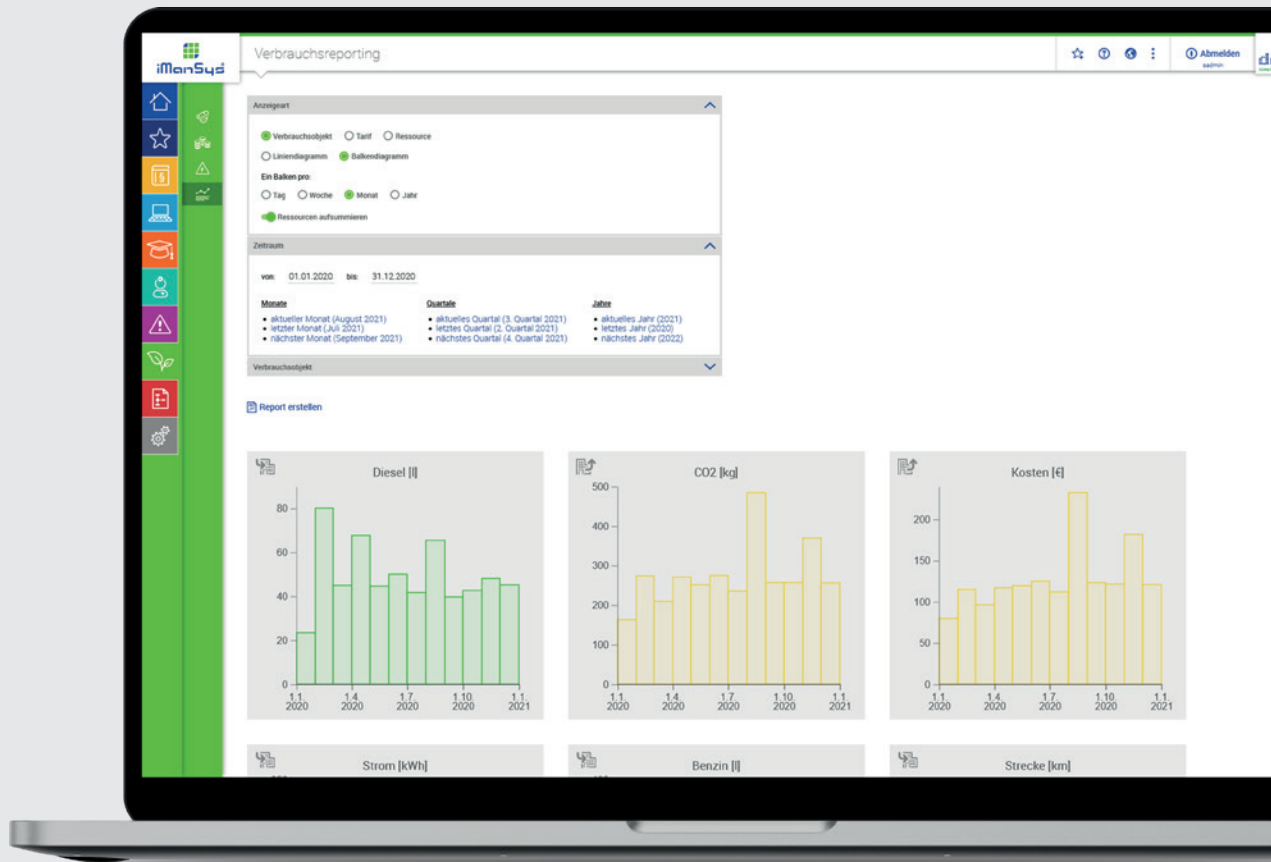 iManSys
Verbrauchsreporting
Abmelden
sadmin
Anzeigeart
Verbrauchsobjekt Tarif Ressource
Liniendiagramm Balkendiagramm
Ein Balken pro:
Tag Woche Monat Jahr
Ressourcen aufsummieren
Zeitraum
von: 01.01.2020 bis: 31.12.2020
Monate Quartale Jahre
• aktueller Monat (August 2021) • aktuelles Quartal (3. Quartal 2021) • aktuelles Jahr (2021)
• letzter Monat (Juli 2021) • letztes Quartal (2. Quartal 2021) • letztes Jahr (2020)
• nächster Monat (September 2021) • nächstes Quartal (4. Quartal 2021) • nächstes Jahr (2022)
Verbrauchsobjekt
Report erstellen
Diesel [l]
80
60
40
20
0
1.1. 1.4. 1.7. 1.10. 1.1.
2020 2020 2020 2020 2021
CO2 [kg]
500
400
300
200
100
0
1.1. 1.4. 1.7. 1.10. 1.1.
2020 2020 2020 2020 2021
Kosten [€]
200
150
100
50
0
1.1. 1.4. 1.7. 1.10. 1.1.
2020 2020 2020 2020 2021
Strom [kWh]
Benzin [l]
Strecke [km]